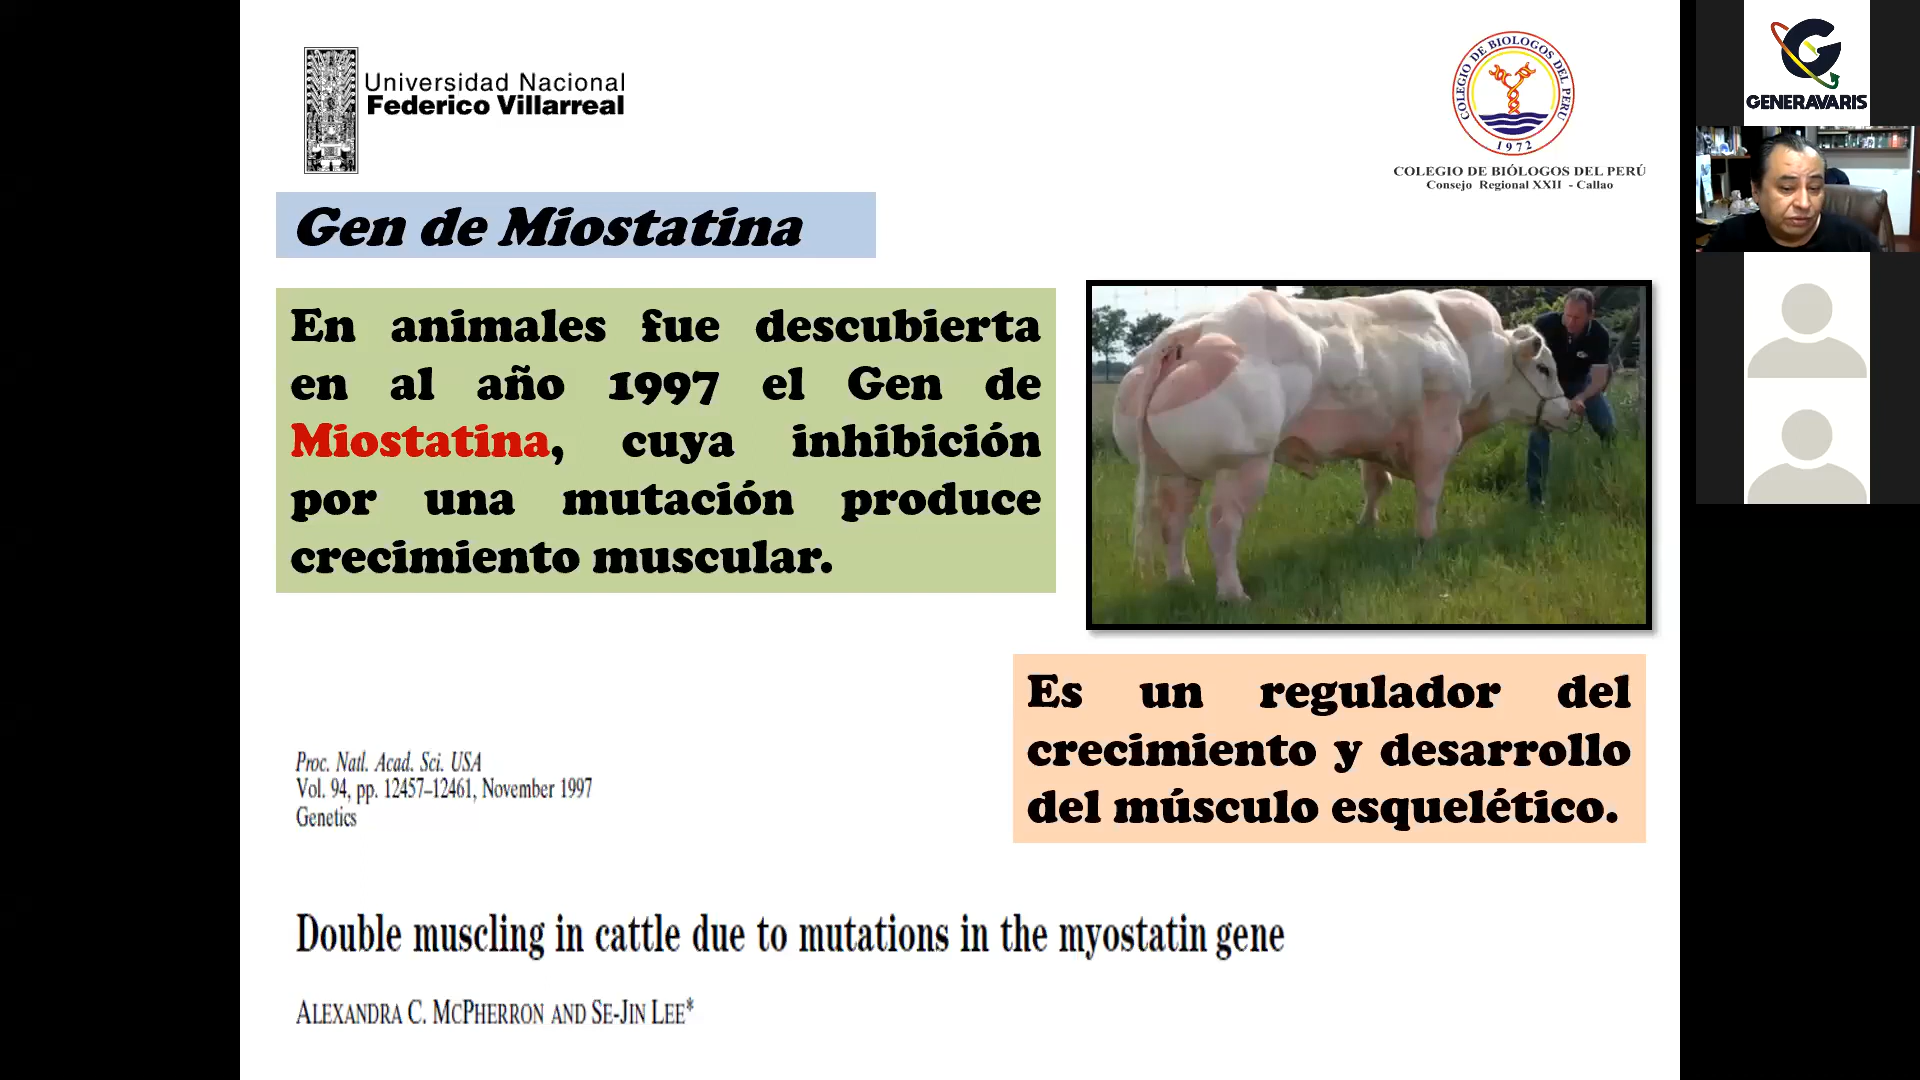 Universidad Nacional
Federico Villarreal
COLEGIO DE BIOLOGOS DEL PERU
1972
COLEGIO DE BIÓLOGOS DEL PERÚ
Consejo Regional XXII - Callao
GENERAVARIS
Gen de Miostatina
En animales fue descubierta
en al año 1997 el Gen de
Miostatina, cuya inhibición
por una mutación produce
crecimiento muscular.
Es un regulador del
crecimiento y desarrollo
del músculo esquelético.
Proc. Natl. Acad. Sci. USA
Vol. 94, pp. 12457–12461, November 1997
Genetics
Double muscling in cattle due to mutations in the myostatin gene
ALEXANDRA C. MCPHERRON AND SE-JIN LEE*